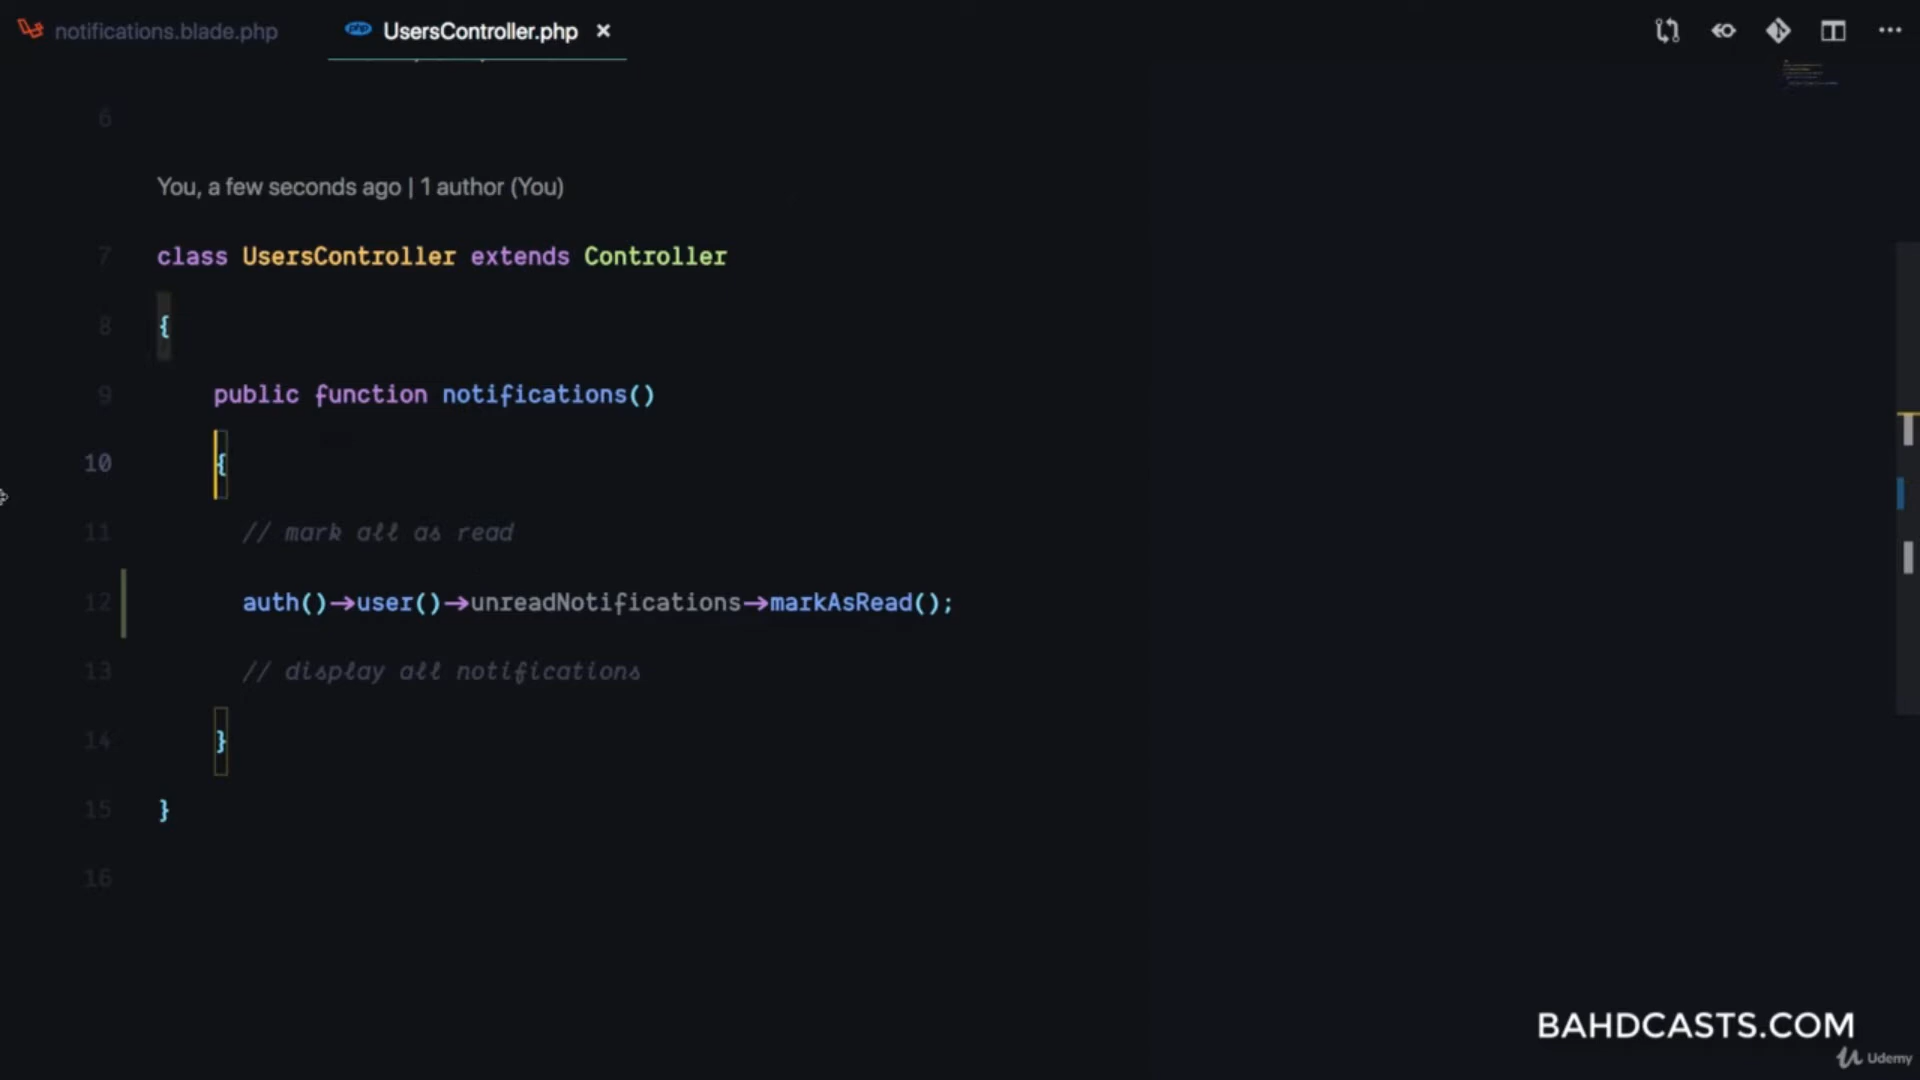 notifications.blade.php
UsersController.php
6
You, a few seconds ago | 1 author (You)
7 class UsersController extends Controller
8 {
9 public function notifications()
10 {
11 // mark all as read
12 auth()->user()->unreadNotifications->markAsRead();
13 // display all notifications
14 }
15 }
16
BAHDCASTS.COM
Udemy